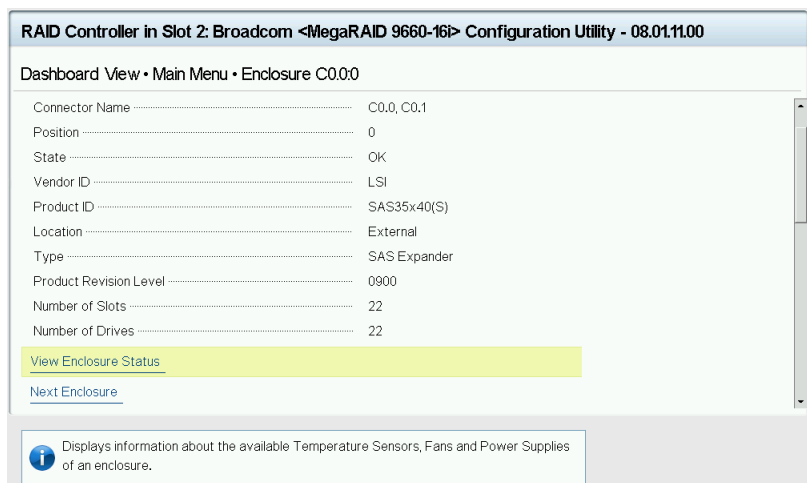 RAID Controller in Slot 2: Broadcom <MegaRAID 9660-16i> Configuration Utility - 08.01.11.00
Dashboard View • Main Menu • Enclosure C0.0:0
Connector Name C0.0, C0.1
Position 0
State OK
Vendor ID LSI
Product ID SAS35x40(S)
Location External
Type SAS Expander
Product Revision Level 0900
Number of Slots 22
Number of Drives 22
View Enclosure Status
Next Enclosure
Displays information about the available Temperature Sensors, Fans and Power Supplies
of an enclosure.